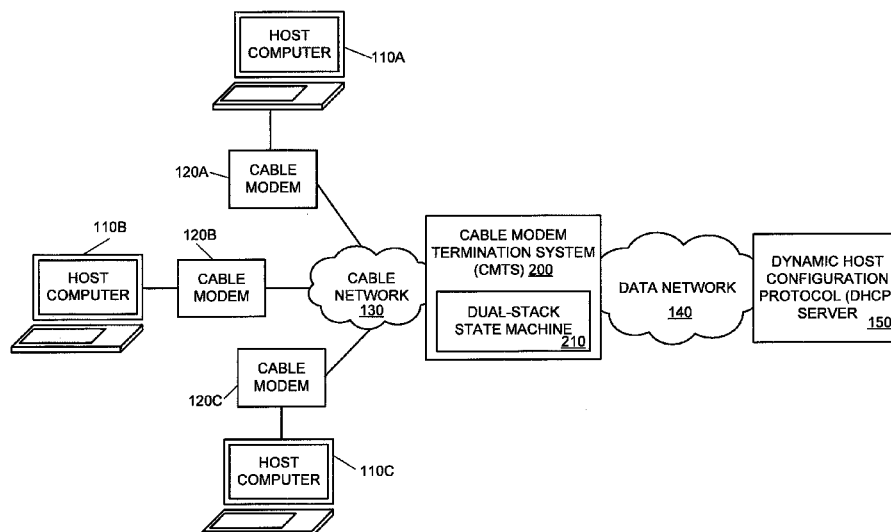 HOST
COMPUTER
110A
120A
CABLE
MODEM
110B
120B
HOST
COMPUTER
CABLE
MODEM
CABLE
NETWORK
130
CABLE MODEM
TERMINATION SYSTEM
(CMTS) 200
DUAL-STACK
STATE MACHINE
210
DATA NETWORK
140
DYNAMIC HOST
CONFIGURATION
PROTOCOL (DHCP
SERVER
150
CABLE
MODEM
120C
HOST
COMPUTER
110C